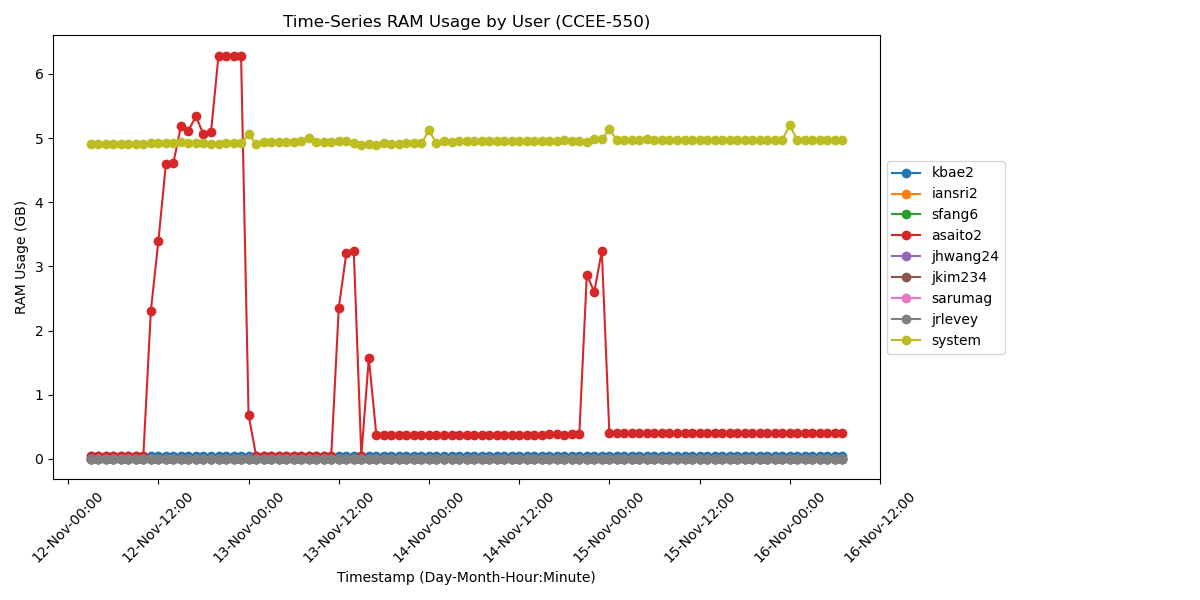 Time-Series RAM Usage by User (CCEE-550)
RAM Usage (GB)
6
5
4
3
2
1
0
12-Nov-00:00
12-Nov-12:00
13-Nov-00:00
13-Nov-12:00
14-Nov-00:00
14-Nov-12:00
15-Nov-00:00
15-Nov-12:00
16-Nov-00:00
16-Nov-12:00
Timestamp (Day-Month-Hour:Minute)
kbae2
iansri2
sfang6
asaito2
jhwang24
jkim234
sarumag
jrlevey
system